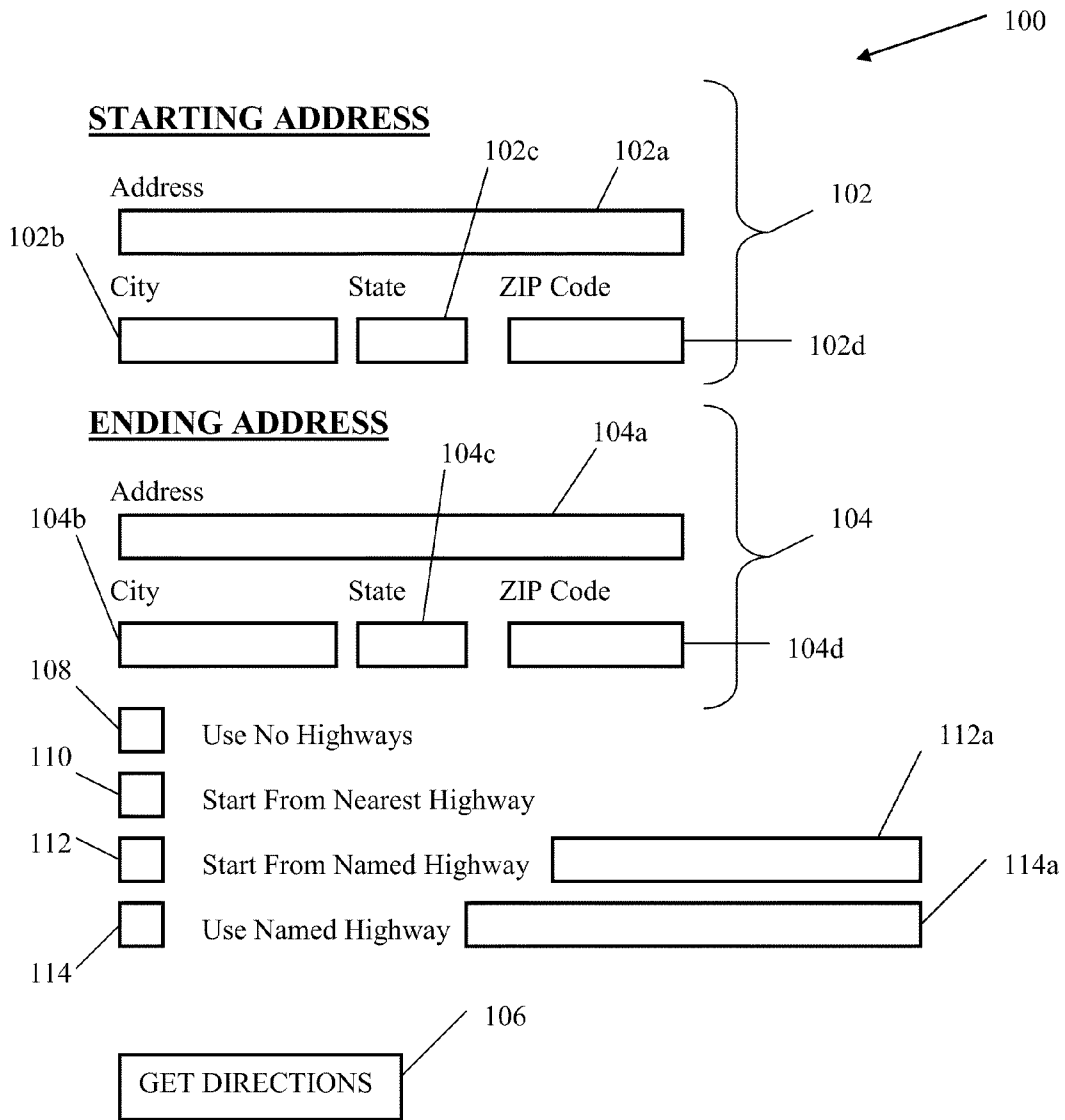 100
STARTING ADDRESS
102c 102a
Address
102
102b
City State ZIP Code
102d
ENDING ADDRESS
104a
104c
Address
104b 104
City State ZIP Code
104d
108
Use No Highways
112a
110
Start From Nearest Highway
112
Start From Named Highway
114a
Use Named Highway
114
106
GET DIRECTIONS